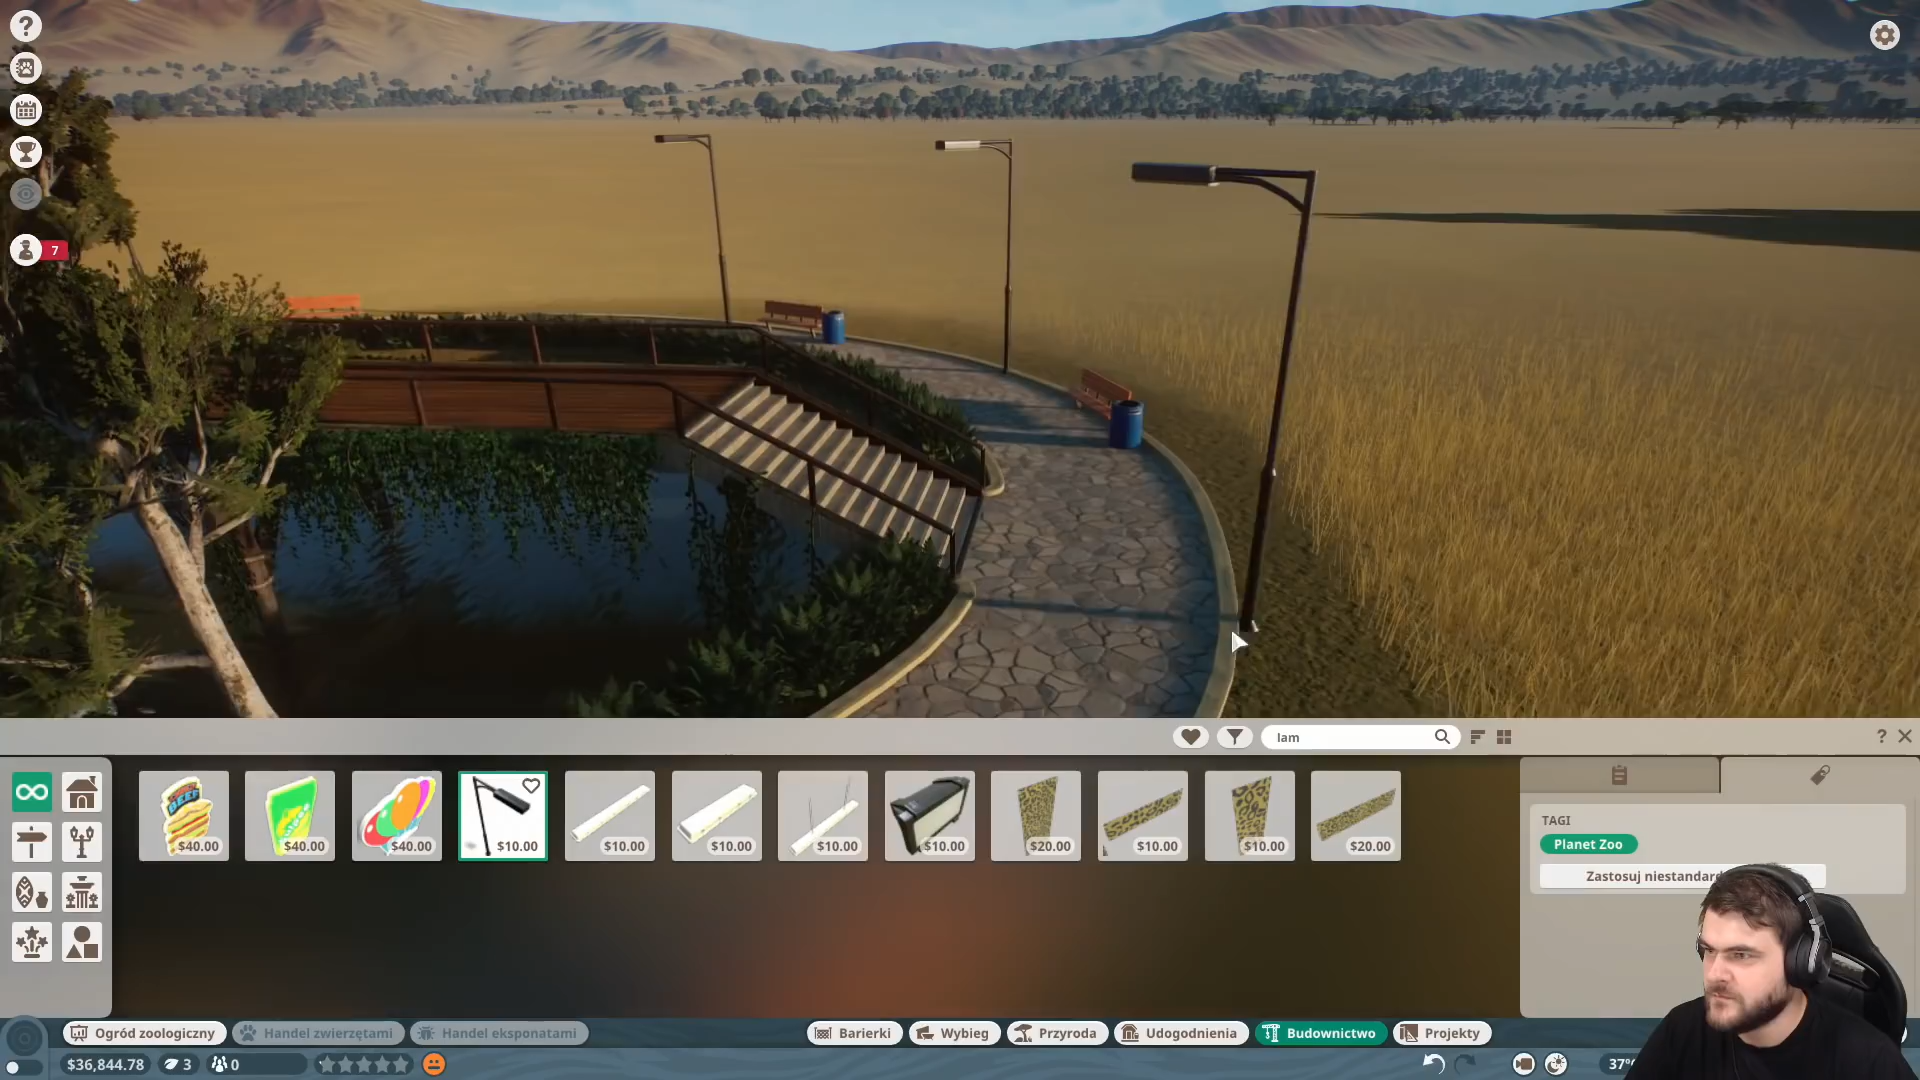 ?
7
lam
?
BEEF
$40.00
$40.00
$40.00
$10.00
$10.00
$10.00
$10.00
$10.00
$20.00
$10.00
$10.00
$20.00
TAGI
Planet Zoo
Zastosuj niestandard
Ogród zoologiczny
Handel zwierzętami
Handel eksponatami
Barierki
Wybieg
Przyroda
Udogodnienia
Budownictwo
Projekty
$36,844.78
3
0
37°